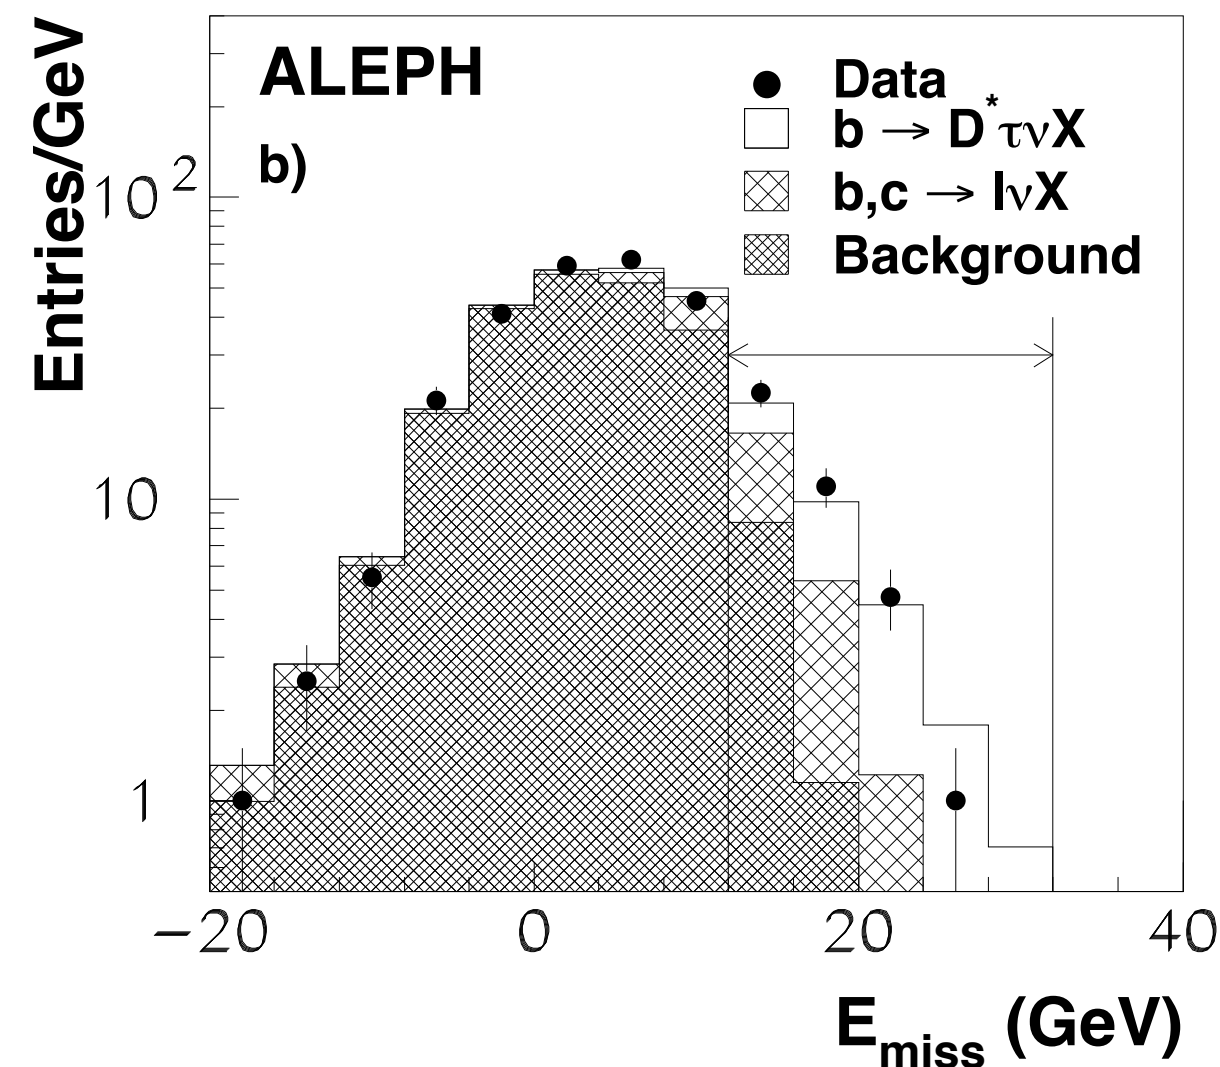 Entries/GeV
ALEPH
b)
Data
b → D*τνX
b,c → lνX
Background
10²
10
1
−20 0 20 40
E_miss (GeV)